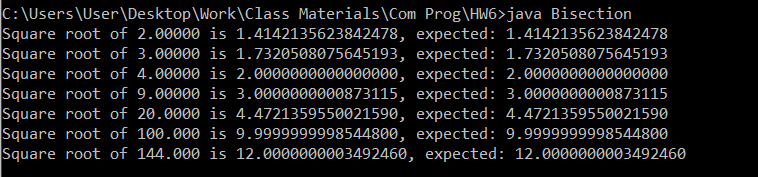 C:\Users\User\Desktop\Work\Class Materials\Com Prog\HW6>java Bisection
Square root of 2.00000 is 1.4142135623842478, expected: 1.4142135623842478
Square root of 3.00000 is 1.7320508075645193, expected: 1.7320508075645193
Square root of 4.00000 is 2.0000000000000000, expected: 2.0000000000000000
Square root of 9.00000 is 3.0000000000873115, expected: 3.0000000000873115
Square root of 20.0000 is 4.4721359550021590, expected: 4.4721359550021590
Square root of 100.000 is 9.9999999998544800, expected: 9.9999999998544800
Square root of 144.000 is 12.0000000003492460, expected: 12.0000000003492460